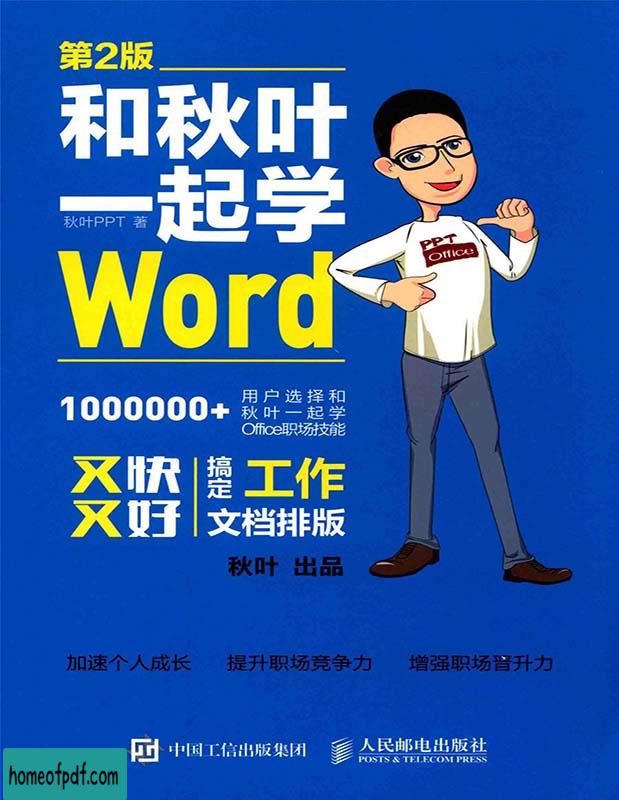 第2版
和秋叶
一起学
秋叶PPT 著
Word
PPT
Office
1000000+
用户选择和
秋叶一起学
Office职场技能
又快
又好
搞定
工作
文档排版
秋叶 出品
加速个人成长 提升职场竞争力 增强职场晋升力
中国工信出版集团
人民邮电出版社
POSTS & TELECOM PRESS
homeofpdf.com